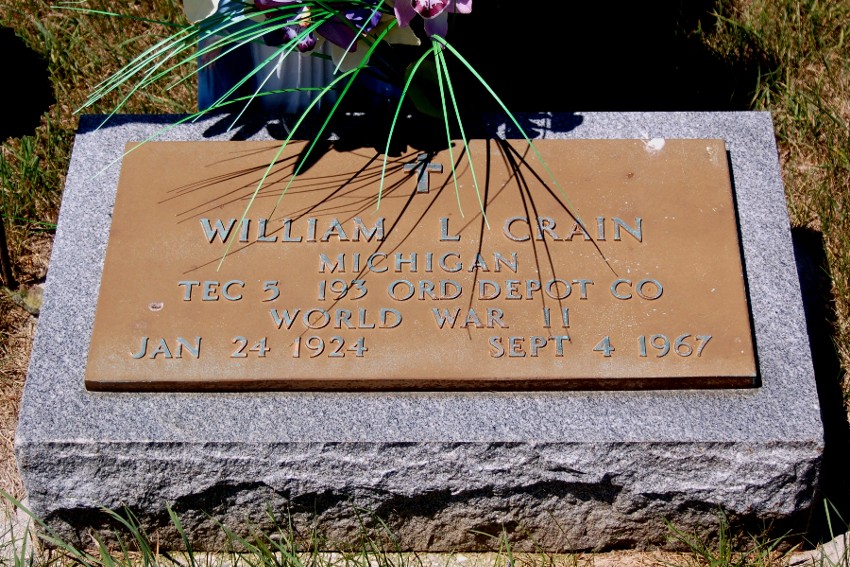 WILLIAM L CRAIN
MICHIGAN
TEC 5 193 ORD DEPOT CO
WORLD WAR II
JAN 24 1924 SEPT 4 1967